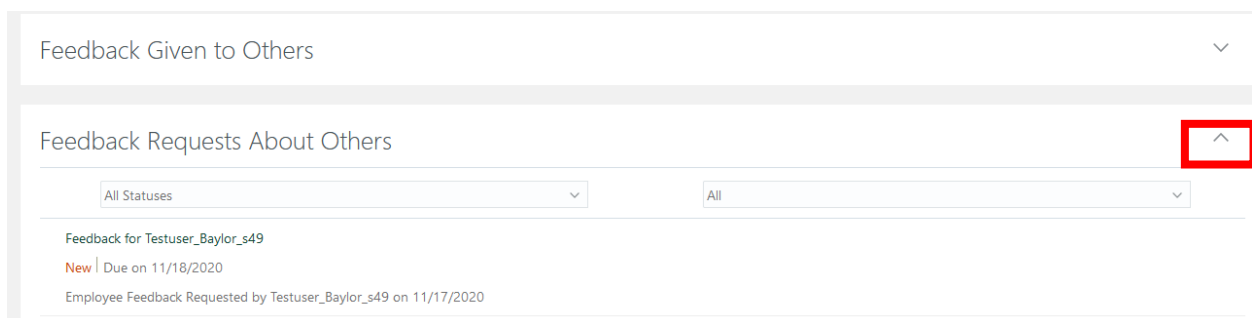 Feedback Given to Others
Feedback Requests About Others
All Statuses
All
Feedback for Testuser_Baylor_s49
New | Due on 11/18/2020
Employee Feedback Requested by Testuser_Baylor_s49 on 11/17/2020